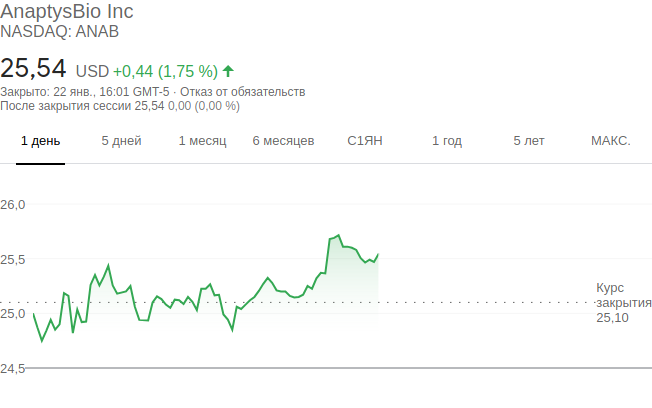 AnaptysBio Inc
NASDAQ: ANAB
25,54 USD +0,44 (1,75 %)
Закрыто: 22 янв., 16:01 GMT-5 · Отказ от обязательств
После закрытия сессии 25,54 0,00 (0,00 %)
1 день 5 дней 1 месяц 6 месяцев С1ЯН 1 год 5 лет МАКС.
26,0
25,5
Курс
закрытия
25,10
25,0
24,5